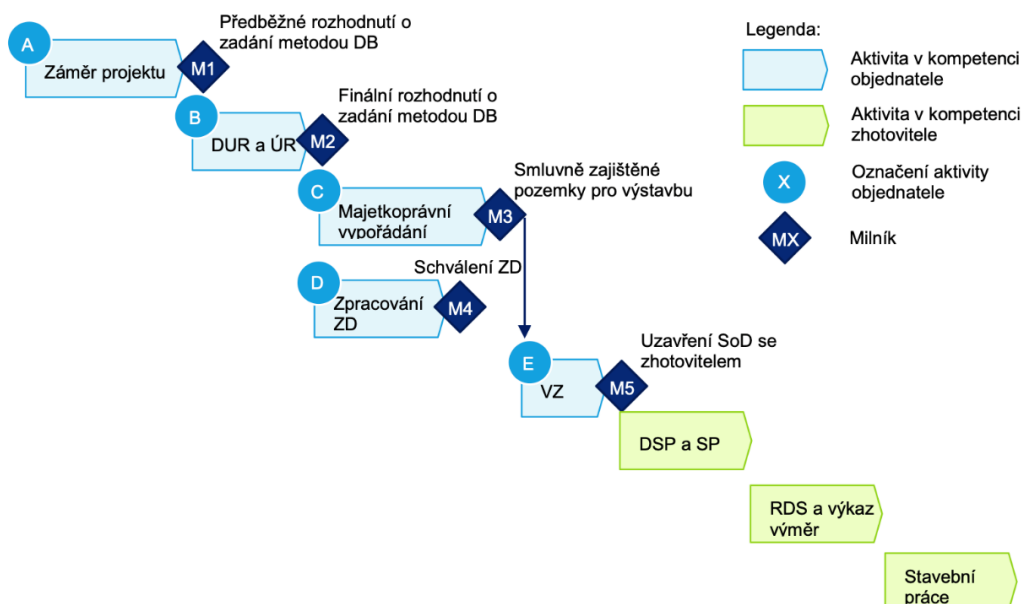 A
Záměr projektu
M1
Předběžné rozhodnutí o
zadání metodou DB
B
DUR a ÚR
M2
Finální rozhodnutí o
zadání metodou DB
C
Majetkoprávní
vypořádání
M3
Smluvně zajištěné
pozemky pro výstavbu
D
Zpracování
ZD
M4
Schválení ZD
E
VZ
M5
Uzavření SoD se
zhotovitelem
DSP a SP
RDS a výkaz
výměr
Stavební
práce
Legenda:
Aktivita v kompetenci
objednatele
Aktivita v kompetenci
zhotovitele
X
Označení aktivity
objednatele
MX
Milník